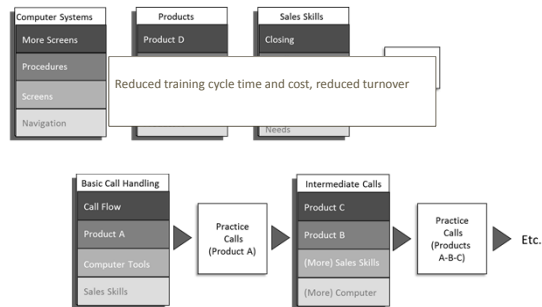 Computer Systems
More Screens
Procedures
Screens
Navigation
Products
Product D
Sales Skills
Closing
Needs
Reduced training cycle time and cost, reduced turnover
Basic Call Handling
Call Flow
Product A
Computer Tools
Sales Skills
Practice
Calls
(Product A)
Intermediate Calls
Product C
Product B
(More) Sales Skills
(More) Computer
Practice
Calls
(Products
A-B-C)
Etc.